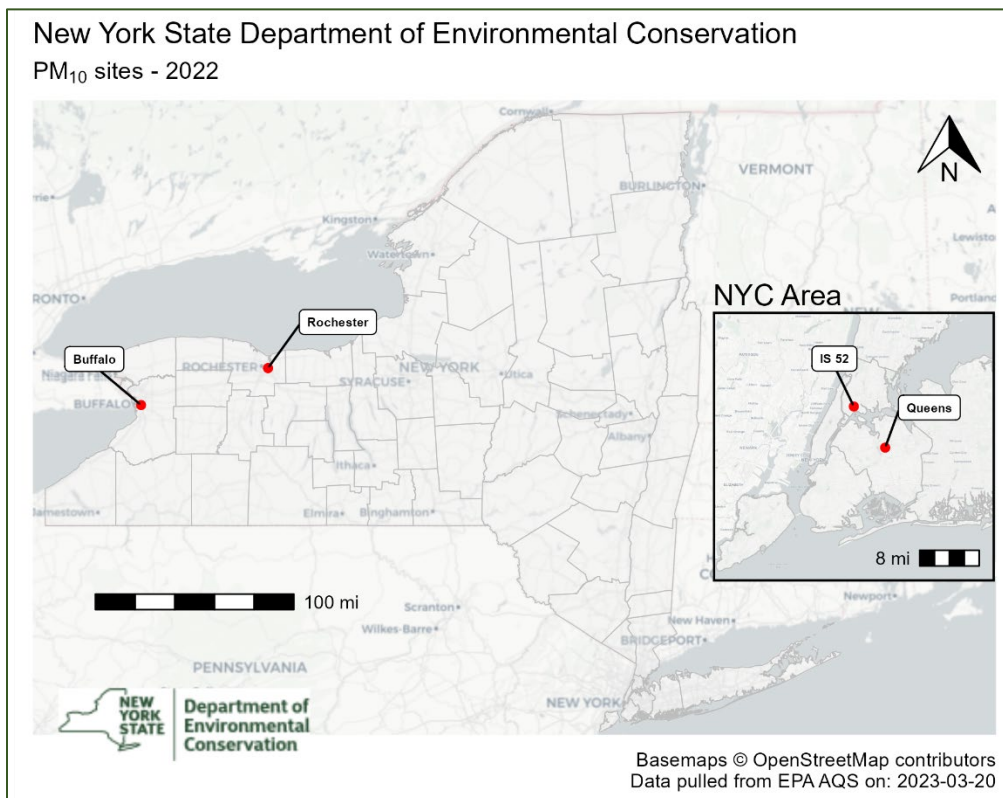 New York State Department of Environmental Conservation
PM₁₀ sites - 2022
Cornwall
VERMONT
BURLINGTON
N
Kingston
Watertown
NYC Area
Portland
Rochester
IS 52
Buffalo
ROCHESTER
NEW YORK
Utica
SYRACUSE
Queens
BUFFALO
Schenectady
Albany
Ithaca
Jamestown
Elmira
Binghamton
8 mi
100 mi
Scranton
Newport
Wilkes-Barre
New Haven
BRIDGEPORT
PENNSYLVANIA
NEW YORK
NEW
YORK
STATE
Department of
Environmental
Conservation
Basemaps © OpenStreetMap contributors
Data pulled from EPA AQS on: 2023-03-20